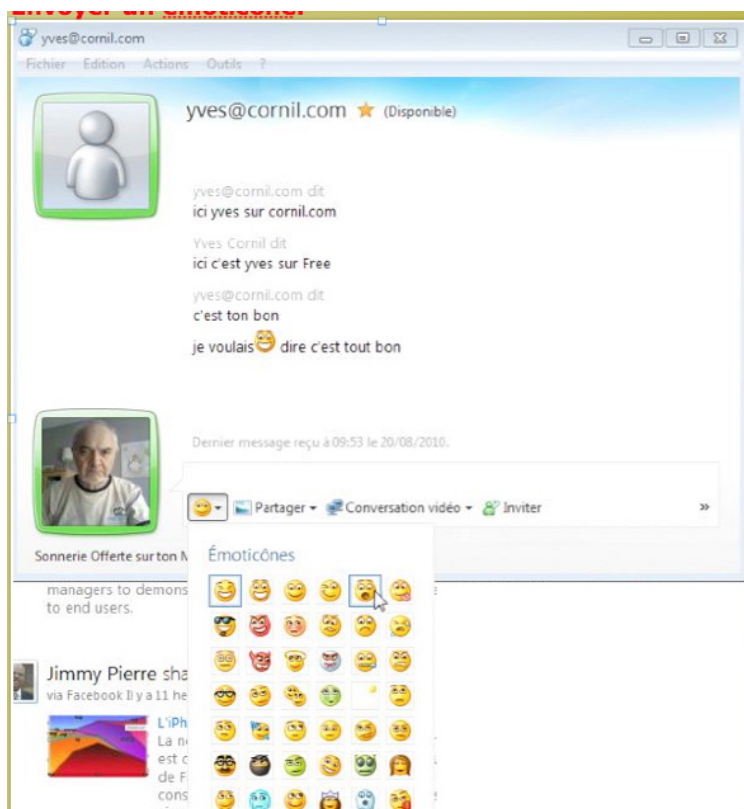 Envoyer un émoticône.
yves@cornil.com
Fichier Edition Actions Outils ?
yves@cornil.com (Disponible)
yves@cornil.com dit
ici yves sur cornil.com
Yves Cornil dit
ici c'est yves sur Free
yves@cornil.com dit
c'est ton bon
je voulais dire c'est tout bon
Dernier message reçu à 09:53 le 20/08/2010.
Partager Conversation vidéo Inviter »
Sonnerie Offerte sur ton M
Émoticônes
managers to demons
to end users.
Jimmy Pierre sha
via Facebook Il y a 11 he
L'iPh
La n
est c
de F
cons